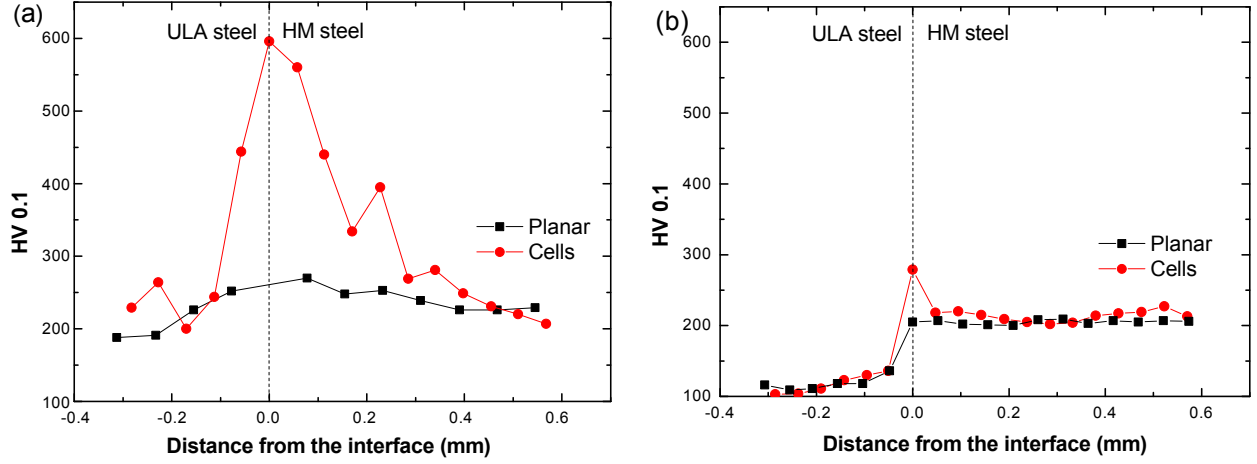 (a)
ULA steel HM steel
600
500
400
300
200
100
HV 0.1
Planar
Cells
-0.4 -0.2 0.0 0.2 0.4 0.6
Distance from the interface (mm)
(b)
ULA steel HM steel
600
500
400
300
200
100
HV 0.1
Planar
Cells
-0.4 -0.2 0.0 0.2 0.4 0.6
Distance from the interface (mm)